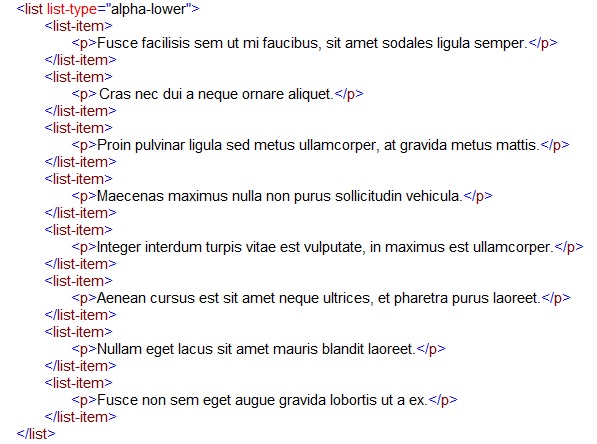 <list list-type="alpha-lower">
<list-item>
<p>Fusce facilisis sem ut mi faucibus, sit amet sodales ligula semper.</p>
</list-item>
<list-item>
<p> Cras nec dui a neque ornare aliquet.</p>
</list-item>
<list-item>
<p>Proin pulvinar ligula sed metus ullamcorper, at gravida metus mattis.</p>
</list-item>
<list-item>
<p>Maecenas maximus nulla non purus sollicitudin vehicula.</p>
</list-item>
<list-item>
<p>Integer interdum turpis vitae est vulputate, in maximus est ullamcorper.</p>
</list-item>
<list-item>
<p>Aenean cursus est sit amet neque ultrices, et pharetra purus laoreet.</p>
</list-item>
<list-item>
<p>Nullam eget lacus sit amet mauris blandit laoreet.</p>
</list-item>
<list-item>
<p>Fusce non sem eget augue gravida lobortis ut a ex.</p>
</list-item>
</list>